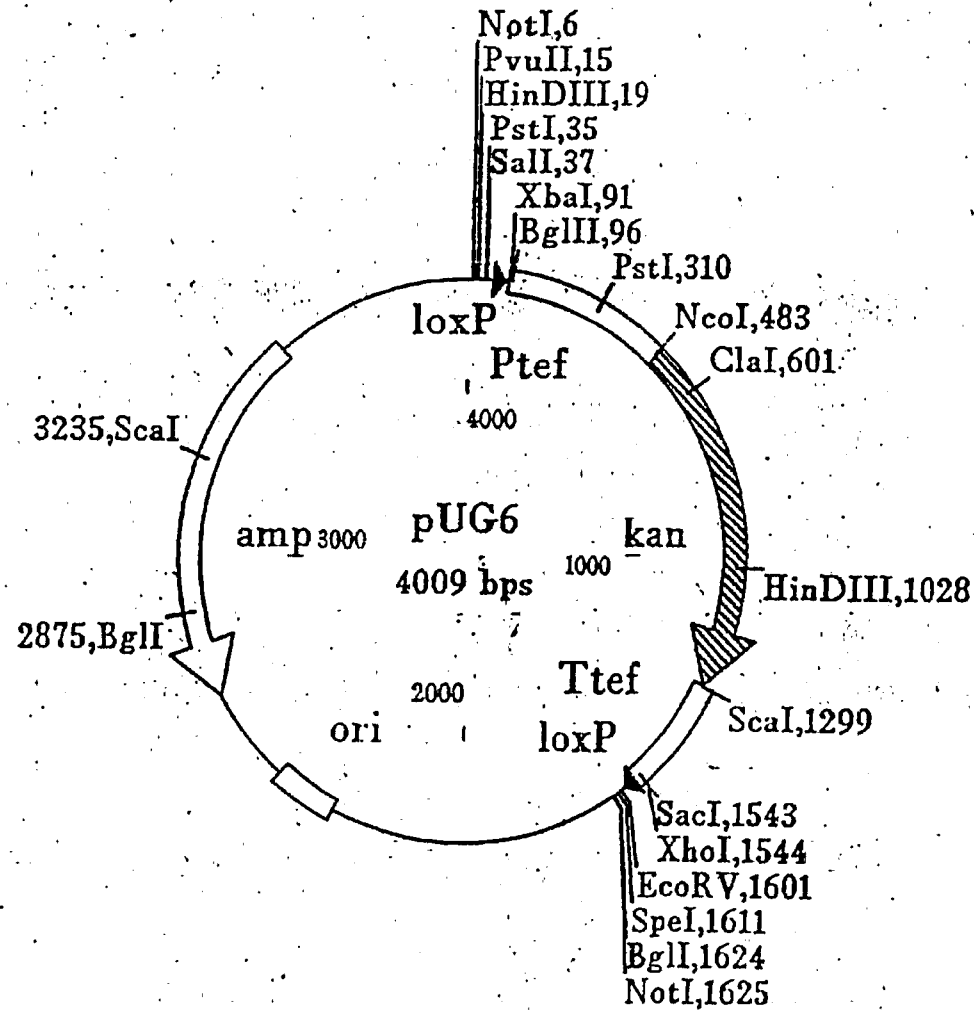 NotI,6
PvuII,15
HinDIII,19
PstI,35
SalI,37
XbaI,91
BglII,96
PstI,310
NcoI,483
ClaI,601
loxP
Ptef
4000
3235,ScaI
amp
3000
pUG6
4009 bps
1000
kan
HinDIII,1028
2875,BglI
Ttef
2000
ScaI,1299
ori
loxP
SacI,1543
XhoI,1544
EcoRV,1601
SpeI,1611
BglI,1624
NotI,1625